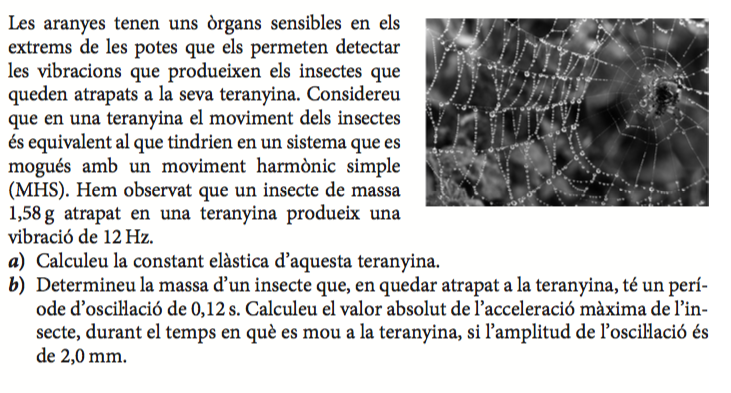 Les aranyes tenen uns òrgans sensibles en els
extrems de les potes que els permeten detectar
les vibracions que produeixen els insectes que
queden atrapats a la seva teranyina. Considereu
que en una teranyina el moviment dels insectes
és equivalent al que tindrien en un sistema que es
mogués amb un moviment harmònic simple
(MHS). Hem observat que un insecte de massa
1,58 g atrapat en una teranyina produeix una
vibració de 12 Hz.
a) Calculeu la constant elàstica d’aquesta teranyina.
b) Determineu la massa d’un insecte que, en quedar atrapat a la teranyina, té un perí-
ode d’oscil·lació de 0,12 s. Calculeu el valor absolut de l’acceleració màxima de l’in-
secte, durant el temps en què es mou a la teranyina, si l’amplitud de l’oscil·lació és
de 2,0 mm.